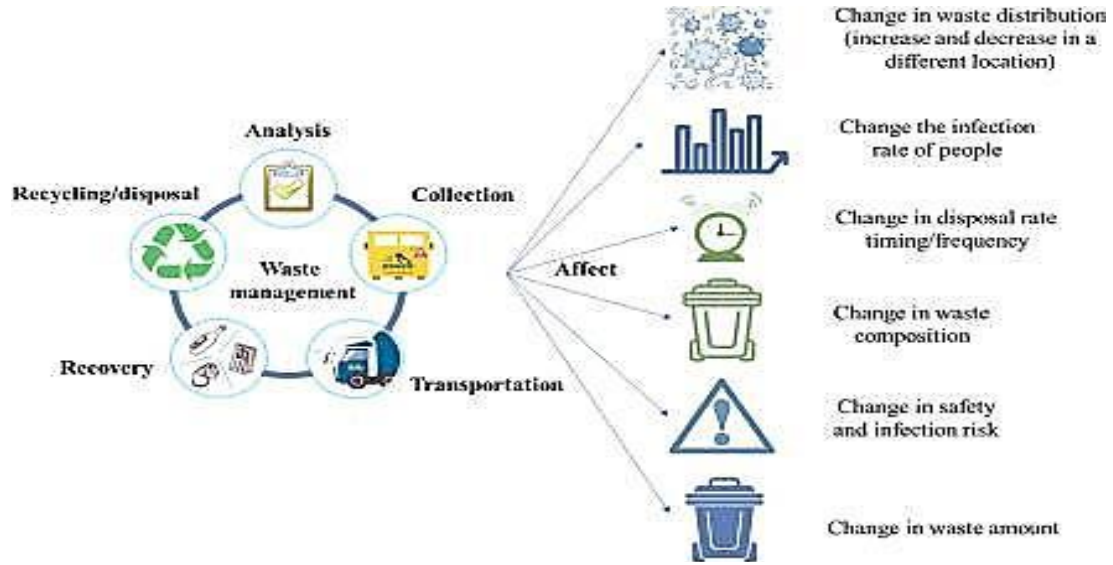 Analysis
Recycling/disposal
Collection
Waste
management
Recovery
Transportation
Affect
Change in waste distribution
(increase and decrease in a
different location)
Change the infection
rate of people
Change in disposal rate
timing/frequency
Change in waste
composition
Change in safety
and infection risk
Change in waste amount